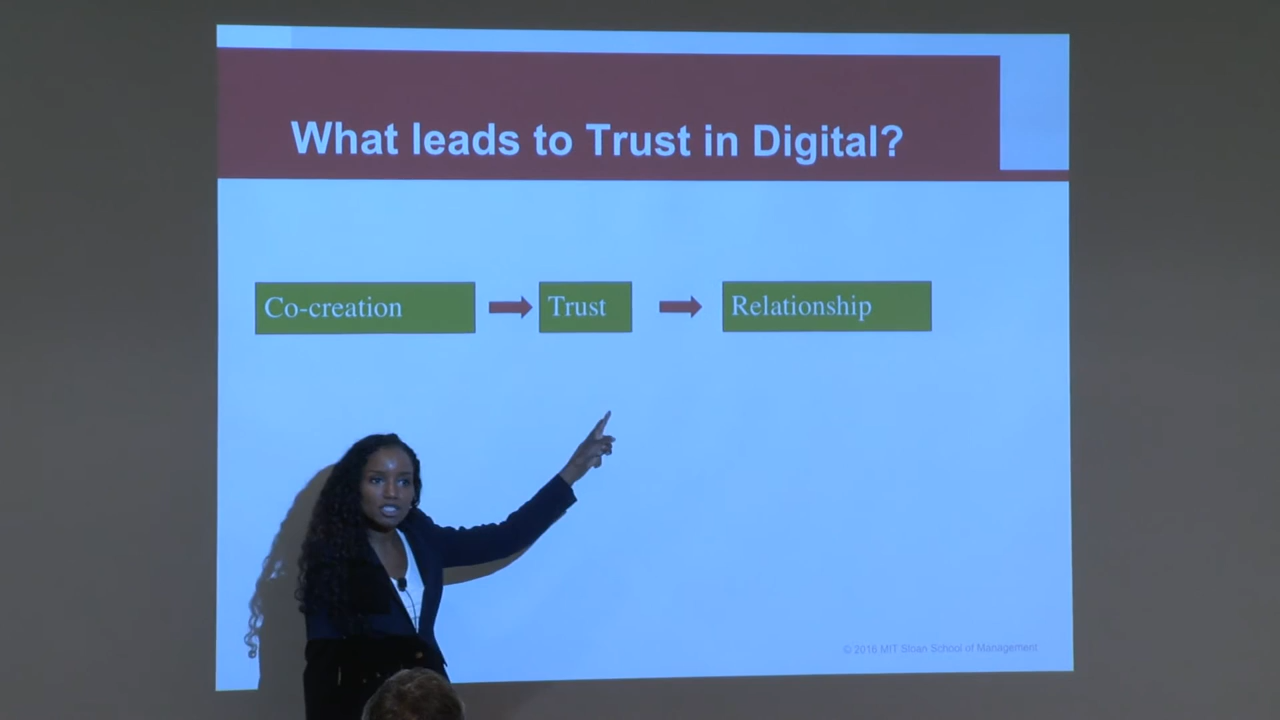 What leads to Trust in Digital?
Co-creation
Trust
Relationship
© 2016 MIT Sloan School of Management